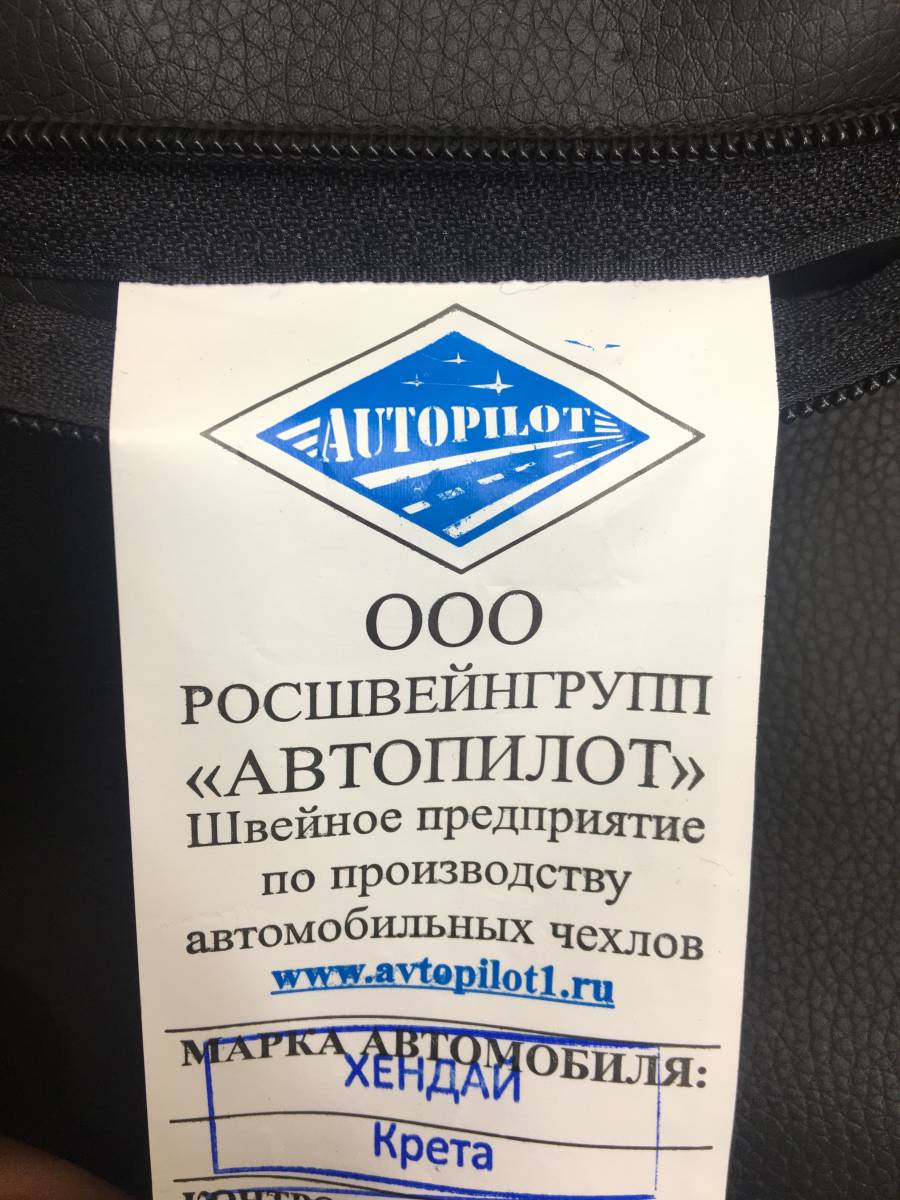 AUTOPILOT
ООО
РОСШВЕЙНГРУПП
«АВТОПИЛОТ»
Швейное предприятие
по производству
автомобильных чехлов
www.avtopilot1.ru
МАРКА АВТОМОБИЛЯ:
ХЕНДАЙ
Крета